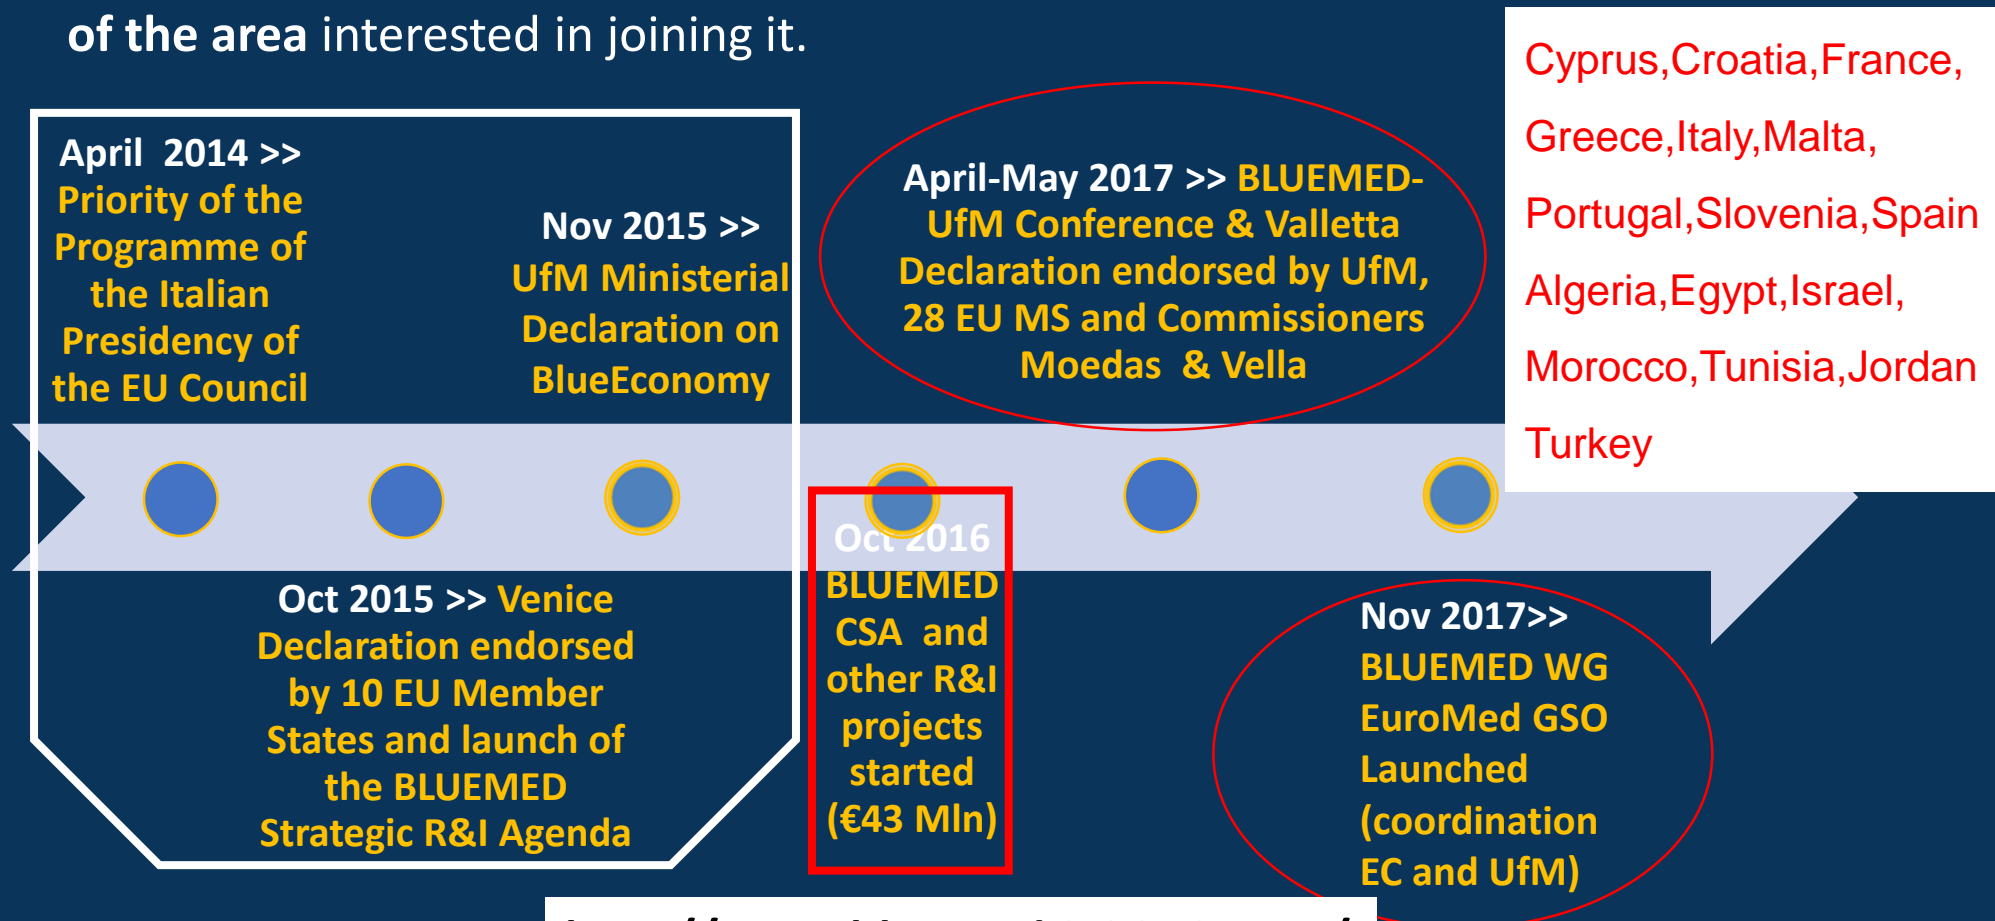 of the area interested in joining it.
April 2014 >>
Priority of the
Programme of
the Italian
Presidency of
the EU Council
Nov 2015 >>
UfM Ministerial
Declaration on
BlueEconomy
April-May 2017 >> BLUEMED-
UfM Conference & Valletta
Declaration endorsed by UfM,
28 EU MS and Commissioners
Moedas & Vella
Cyprus,Croatia,France,
Greece,Italy,Malta,
Portugal,Slovenia,Spain
Algeria,Egypt,Israel,
Morocco,Tunisia,Jordan
Turkey
Oct 2015 >> Venice
Declaration endorsed
by 10 EU Member
States and launch of
the BLUEMED
Strategic R&I Agenda
Oct 2016
BLUEMED
CSA and
other R&I
projects
started
(€43 Mln)
Nov 2017>>
BLUEMED WG
EuroMed GSO
Launched
(coordination
EC and UfM)